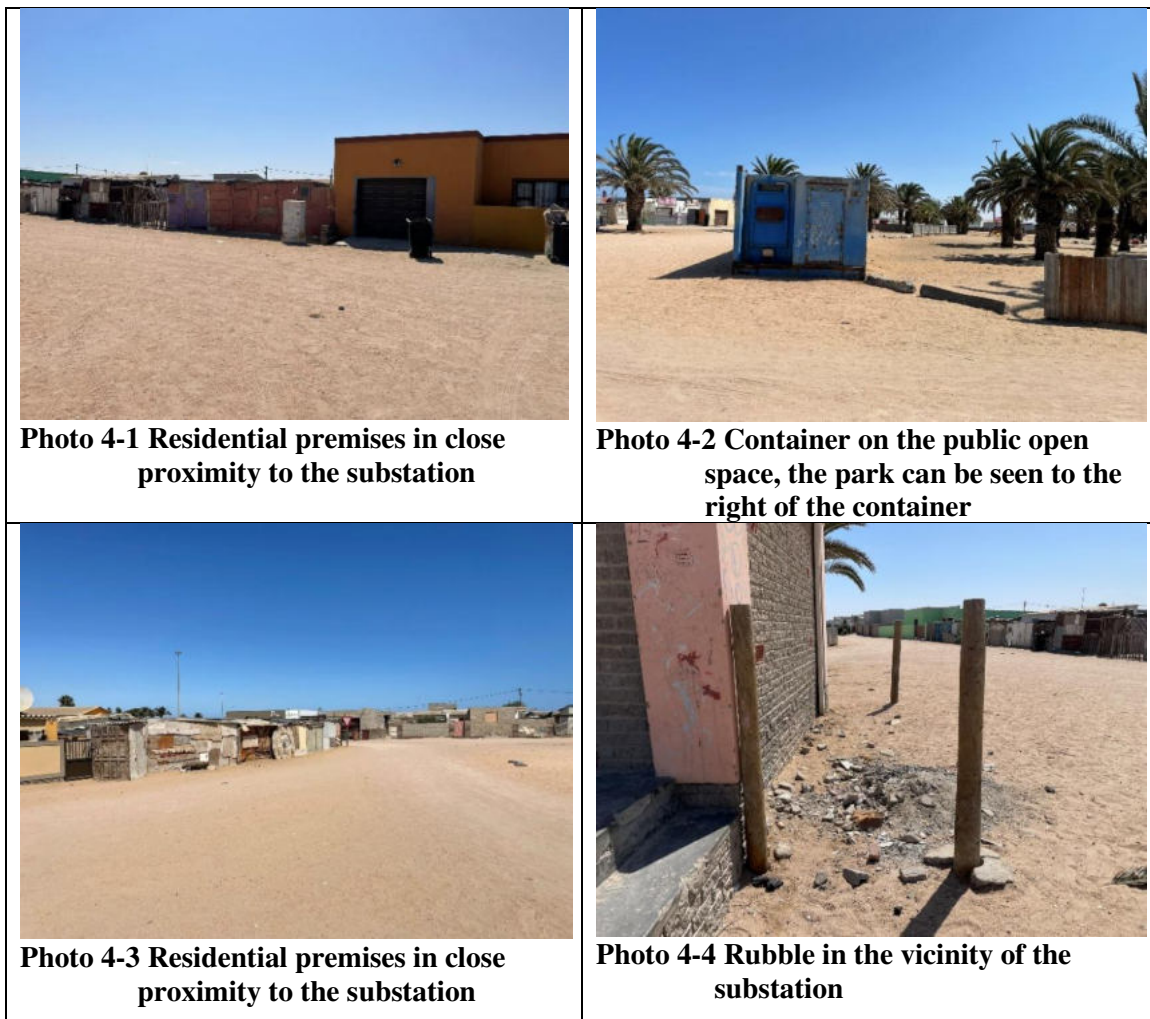 Photo 4-1 Residential premises in close
proximity to the substation
Photo 4-2 Container on the public open
space, the park can be seen to the
right of the container
Photo 4-3 Residential premises in close
proximity to the substation
Photo 4-4 Rubble in the vicinity of the
substation